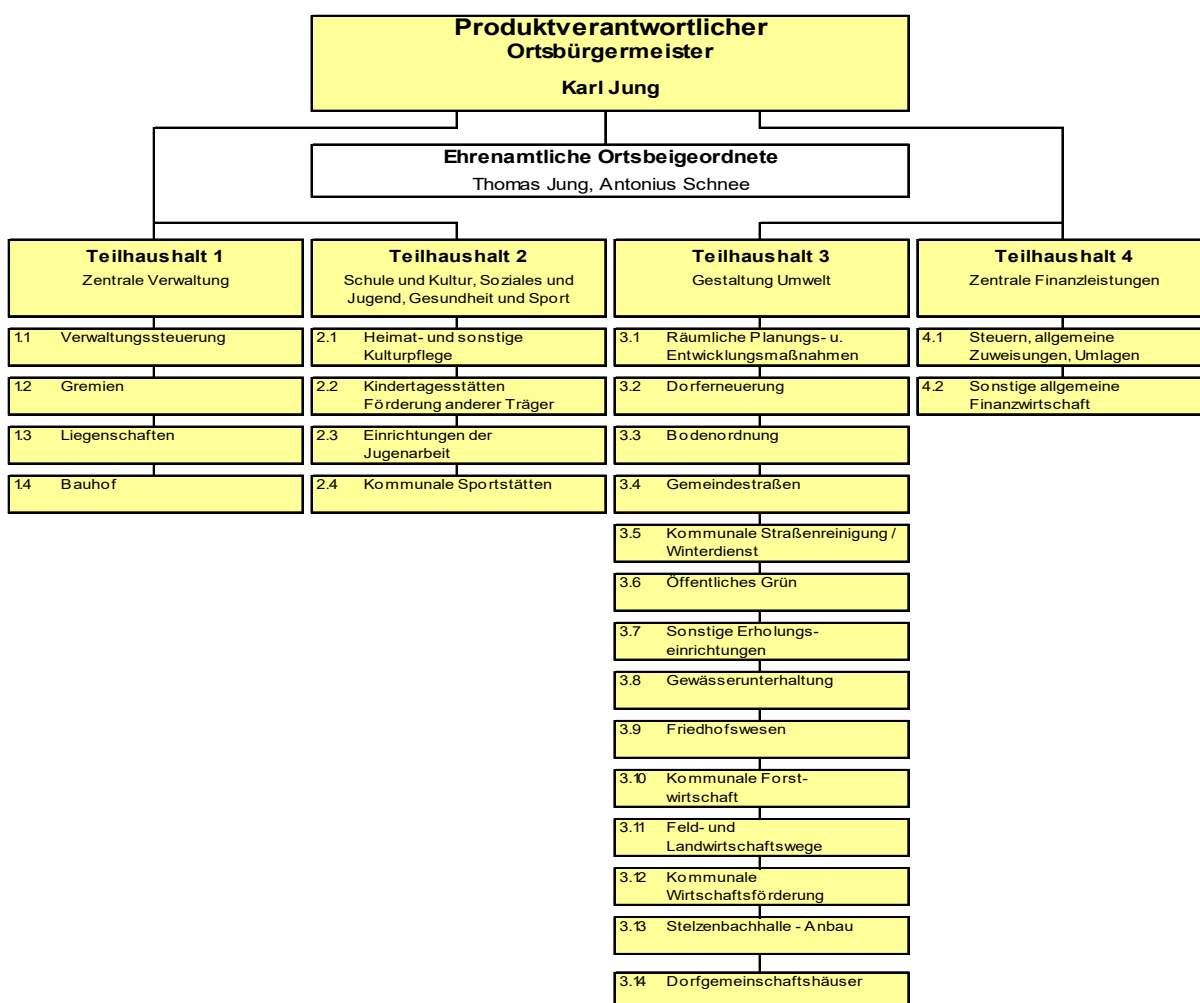 Produktverantwortlicher
Ortsbürgermeister
Karl Jung
Ehrenamtliche Ortsbeigeordnete
Thomas Jung, Antonius Schnee
Teilhaushalt 1
Zentrale Verwaltung
1.1 Verwaltungssteuerung
1.2 Gremien
1.3 Liegenschaften
1.4 Bauhof
Teilhaushalt 2
Schule und Kultur, Soziales und
Jugend, Gesundheit und Sport
2.1 Heimat- und sonstige
Kulturpflege
2.2 Kindertagesstätten
Förderung anderer Träger
2.3 Einrichtungen der
Jugenarbeit
2.4 Kommunale Sportstätten
Teilhaushalt 3
Gestaltung Umwelt
3.1 Räumliche Planungs- u.
Entwicklungsmaßnahmen
3.2 Dorferneuerung
3.3 Bodenordnung
3.4 Gemeindestraßen
3.5 Kommunale Straßenreinigung /
Winterdienst
3.6 Öffentliches Grün
3.7 Sonstige Erholungs-
einrichtungen
3.8 Gewässerunterhaltung
3.9 Friedhofswesen
3.10 Kommunale Forst-
wirtschaft
3.11 Feld- und
Landwirtschaftswege
3.12 Kommunale
Wirtschaftsförderung
3.13 Stelzenbachhalle - Anbau
3.14 Dorfgemeinschaftshäuser
Teilhaushalt 4
Zentrale Finanzleistungen
4.1 Steuern, allgemeine
Zuweisungen, Umlagen
4.2 Sonstige allgemeine
Finanzwirtschaft